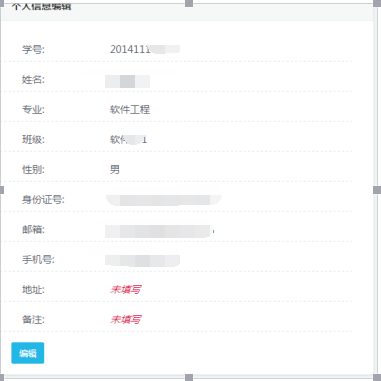 个人信息编辑
学号: 2014111
姓名:
专业: 软件工程
班级: 软件 1
性别: 男
身份证号:
邮箱:
手机号:
地址: 未填写
备注: 未填写
编辑